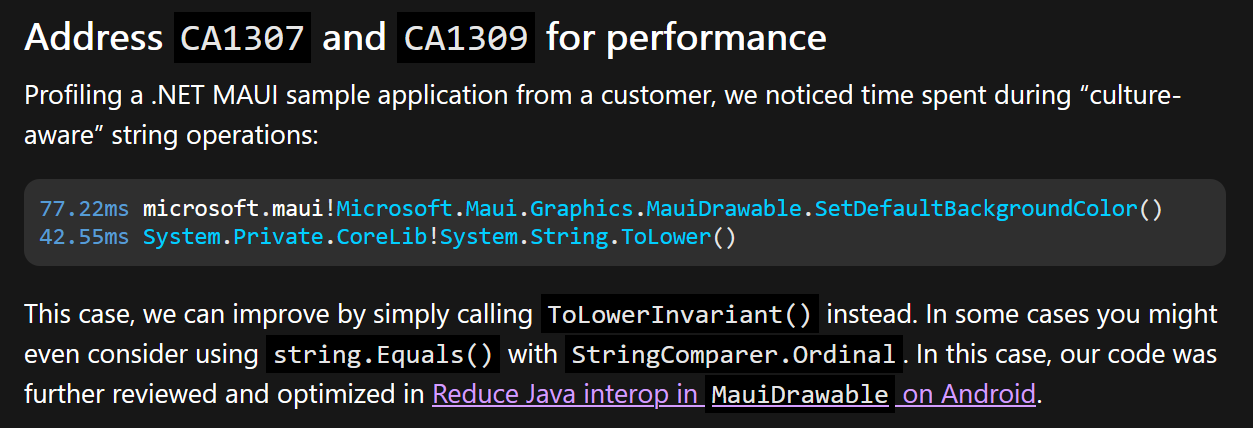 Address CA1307 and CA1309 for performance
Profiling a .NET MAUI sample application from a customer, we noticed time spent during “culture-
aware” string operations:
77.22ms microsoft.maui!Microsoft.Maui.Graphics.MauiDrawable.SetDefaultBackgroundColor()
42.55ms System.Private.CoreLib!System.String.ToLower()
This case, we can improve by simply calling ToLowerInvariant() instead. In some cases you might
even consider using string.Equals() with StringComparer.Ordinal. In this case, our code was
further reviewed and optimized in Reduce Java interop in MauiDrawable on Android.